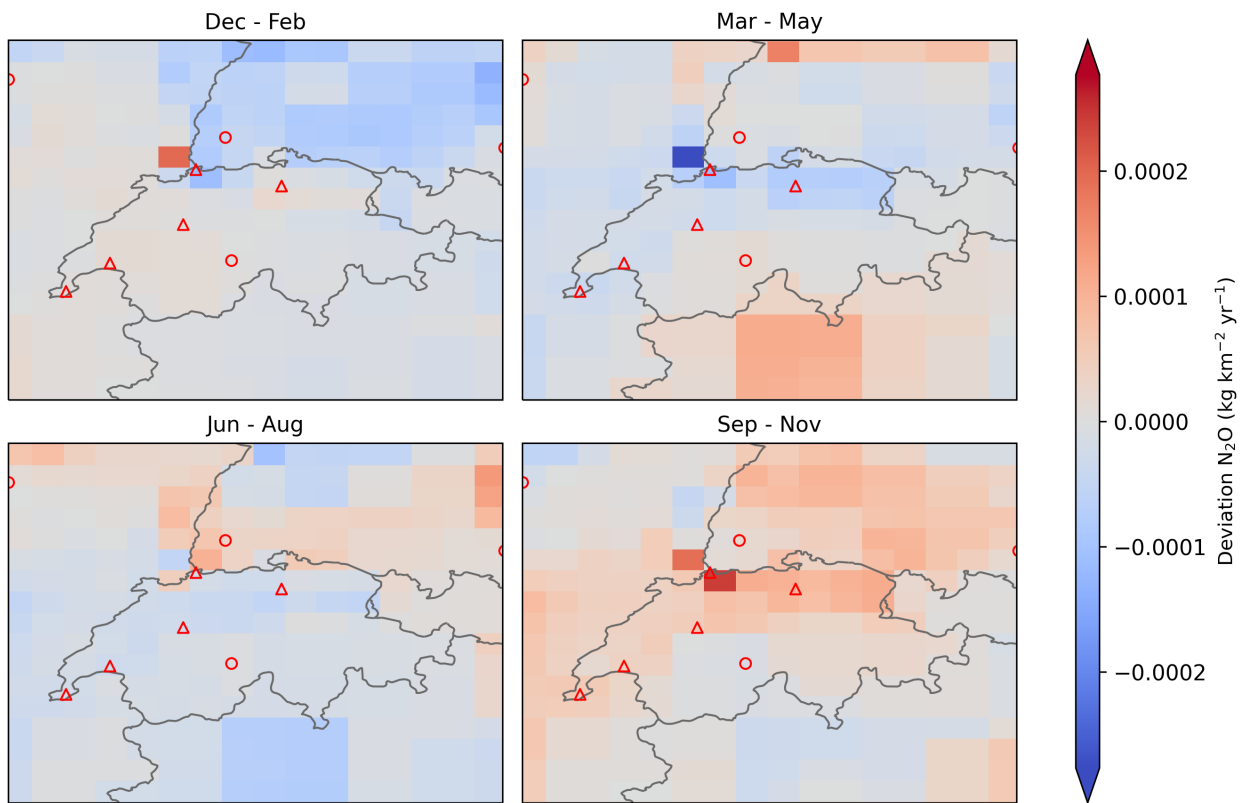 Dec - Feb
Mar - May
Jun - Aug
Sep - Nov
0.0002
0.0001
0.0000
−0.0001
−0.0002
Deviation N₂O (kg km⁻² yr⁻¹)